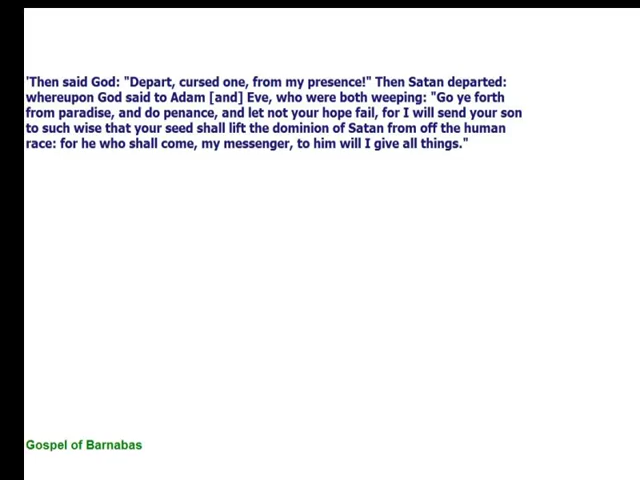 'Then said God: "Depart, cursed one, from my presence!" Then Satan departed:
whereupon God said to Adam [and] Eve, who were both weeping: "Go ye forth
from paradise, and do penance, and let not your hope fail, for I will send your son
to such wise that your seed shall lift the dominion of Satan from off the human
race: for he who shall come, my messenger, to him will I give all things."
Gospel of Barnabas